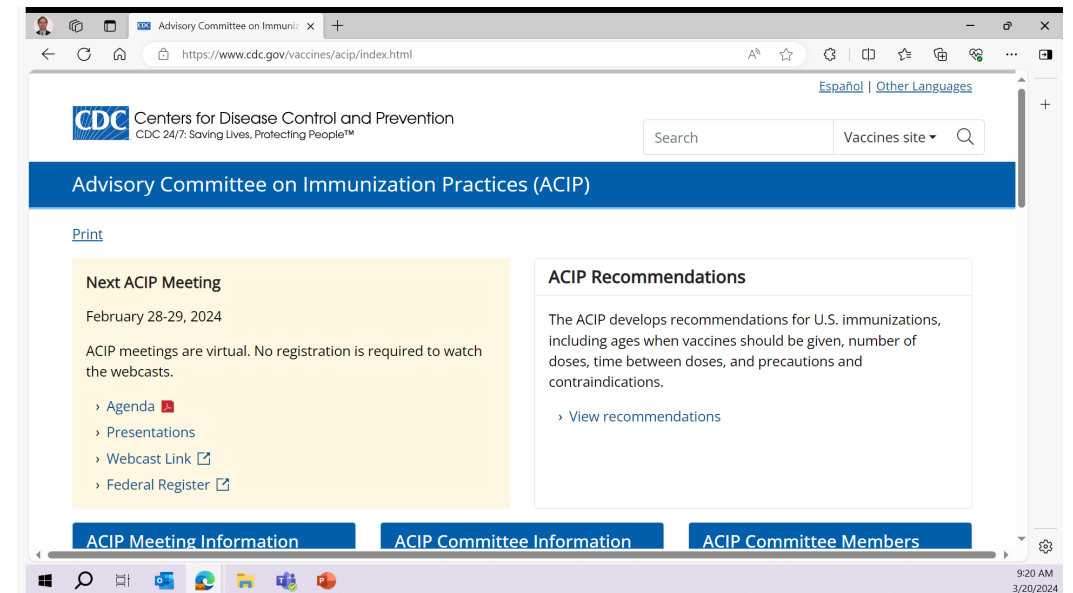 Advisory Committee on Immuniz
https://www.cdc.gov/vaccines/acip/index.html
Español | Other Languages
CDC
Centers for Disease Control and Prevention
CDC 24/7: Saving Lives, Protecting People™
Search
Vaccines site
Advisory Committee on Immunization Practices (ACIP)
Print
Next ACIP Meeting
February 28-29, 2024
ACIP meetings are virtual. No registration is required to watch
the webcasts.
› Agenda
› Presentations
› Webcast Link
› Federal Register
ACIP Recommendations
The ACIP develops recommendations for U.S. immunizations,
including ages when vaccines should be given, number of
doses, time between doses, and precautions and
contraindications.
› View recommendations
ACIP Meeting Information
ACIP Committee Information
ACIP Committee Members
9:20 AM
3/20/2024